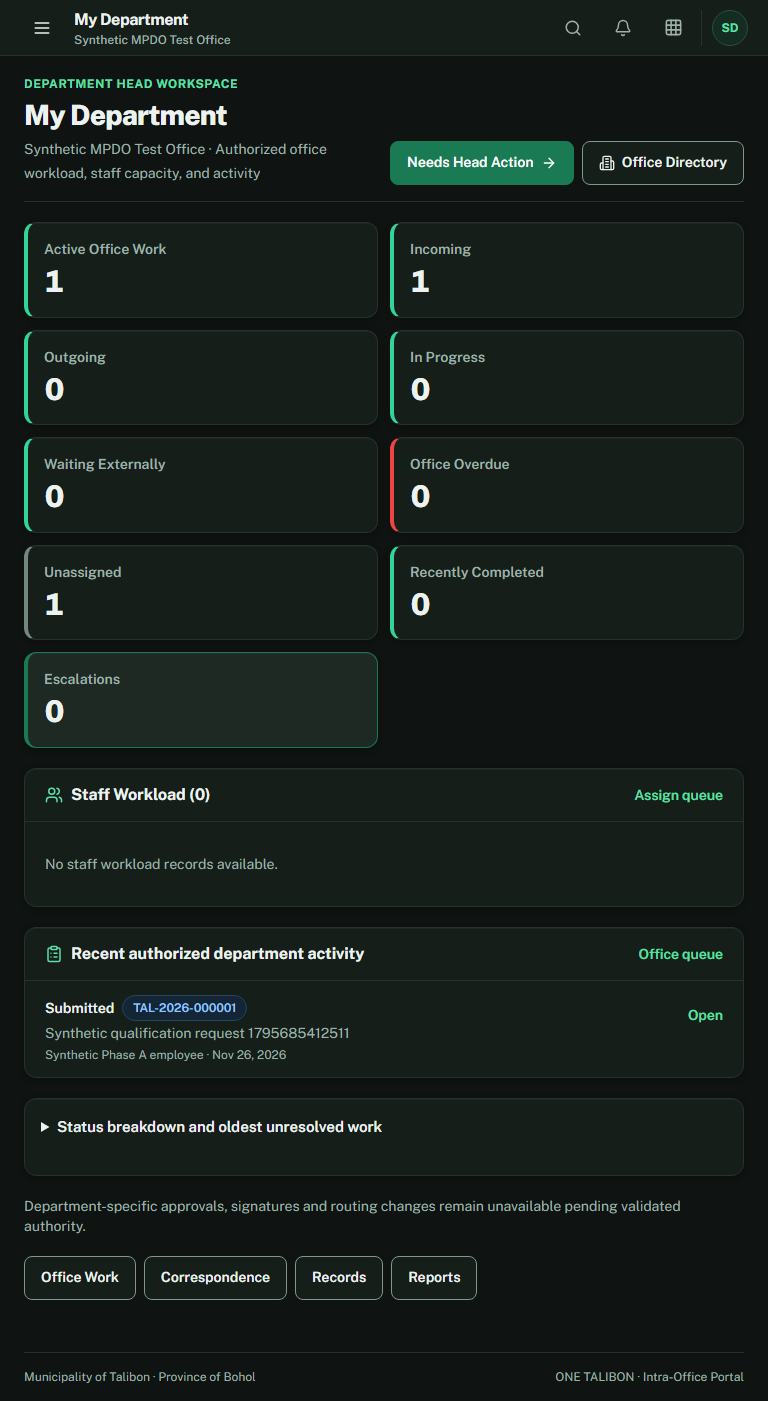 My Department
Synthetic MPDO Test Office
SD
DEPARTMENT HEAD WORKSPACE
My Department
Synthetic MPDO Test Office · Authorized office
workload, staff capacity, and activity
Needs Head Action →
Office Directory
Active Office Work
1
Incoming
1
Outgoing
0
In Progress
0
Waiting Externally
0
Office Overdue
0
Unassigned
1
Recently Completed
0
Escalations
0
Staff Workload (0)
Assign queue
No staff workload records available.
Recent authorized department activity
Office queue
Submitted TAL-2026-000001
Synthetic qualification request 1795685412511
Synthetic Phase A employee · Nov 26, 2026
Open
Status breakdown and oldest unresolved work
Department-specific approvals, signatures and routing changes remain unavailable pending validated
authority.
Office Work
Correspondence
Records
Reports
Municipality of Talibon · Province of Bohol
ONE TALIBON · Intra-Office Portal